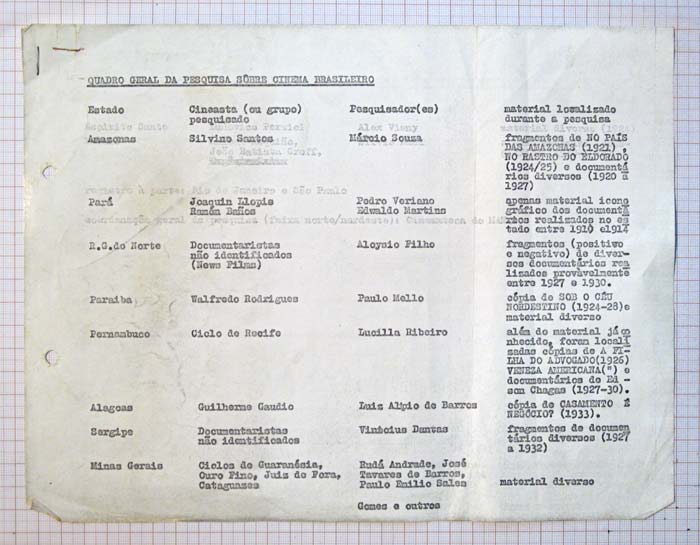 QUADRO GERAL DA PESQUISA SÔBRE CINEMA BRASILEIRO
Estado Cineasta (ou grupo) Pesquisador(es) material localizado
pesquisado durante a pesquisa
Amazonas Silvino Santos Márcio Souza fragmentos de NO PAÍS
DAS AMAZONAS (1921) ,
NO RASTRO DO ELDORADO
(1924/25) e documentá
rios diversos (1920 a
1927)
Pará Joaquin Llopis Pedro Veriano apenas material icono
Ramón Baños Edwaldo Martins gráfico dos documentá
rios realizados no es
tado entre 1910 e1914
R.G.do Norte Documentaristas Aloysio Filho fragmentos (positivo
não identificados e negativo) de diver-
(News Films) sos documentários rea
lizados provàvelmente
entre 1927 e 1930.
Paraiba Walfredo Rodrigues Paulo Mello cópia de SOB O CÉU
NORDESTINO (1924-28)e
material diverso
Pernambuco Ciclo de Recife Lucilla Ribeiro além do material já co
nhecido, foram locali
zadas cópias de A FI-
LHA DO ADVOGADO(1926)
VENEZA AMERICANA(") e
documentários de Ed -
son Chagas (1927-30).
Alagoas Guilherme Gaudio Luiz Alípio de Barros cópia de CASAMENTO É
NEGÓCIO? (1933).
Sergipe Documentaristas Vinícius Dantas fragmentos de documen
não identificados tários diversos (1927
a 1932)
Minas Gerais Ciclos de Guaranésia, Rudá Andrade, José
Ouro Fino, Juiz de Fora, Tavares de Barros, material diverso
Cataguazes Paulo Emilio Sales
Gomes e outros